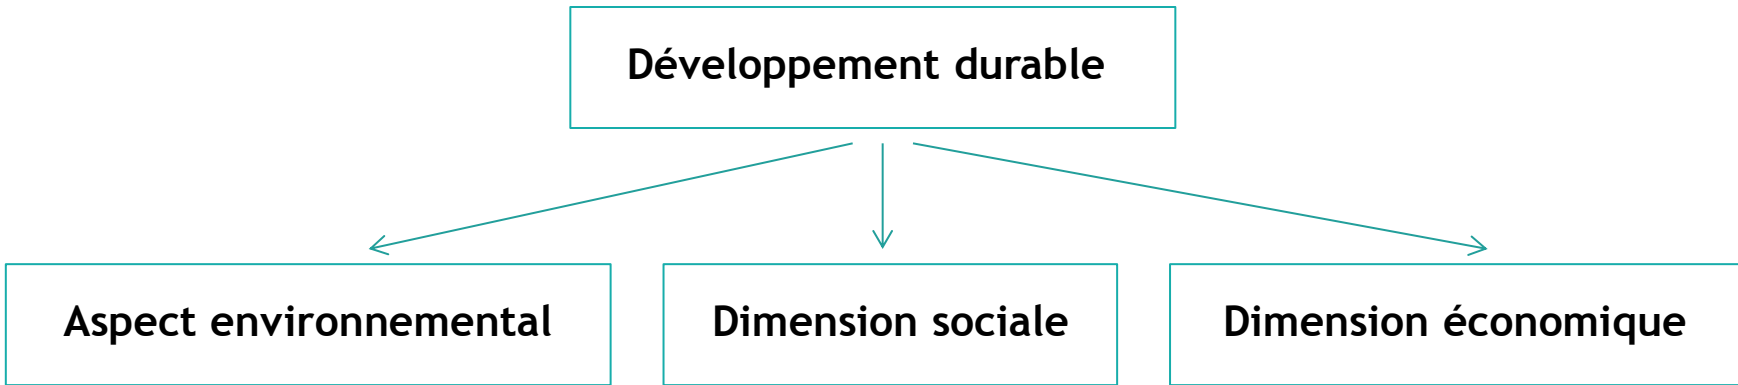 Développement durable
Aspect environnemental
Dimension sociale
Dimension économique